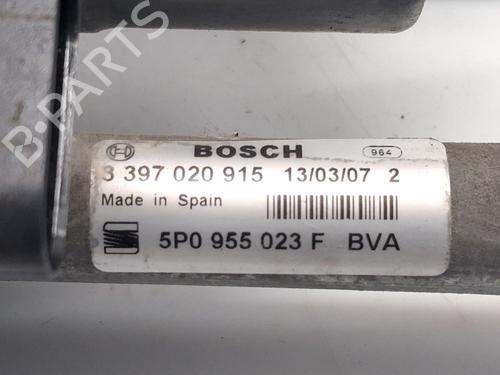 B-PARTS
BOSCH 964
3 397 020 915 13/03/07 2
Made in Spain
5P0 955 023 F BVA